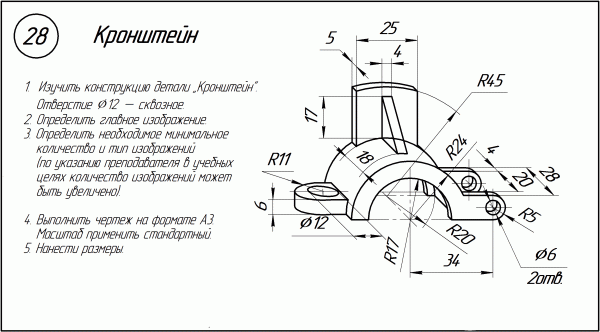 28
Кронштейн
1. Изучить конструкцию детали „Кронштейн".
Отверстие Ø12 — сквозное.
2. Определить главное изображение.
3. Определить необходимое минимальное
количество и тип изображений
(по указанию преподавателя в учебных
целях количество изображений может
быть увеличено).
4. Выполнить чертеж на формате А3.
Масштаб применить стандартный.
5. Нанести размеры.
25
5
4
R45
17
18
R24
4
20
28
R11
6
Ø12
R17
R20
R5
34
Ø6
2отв.